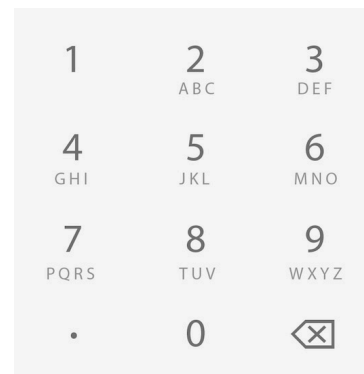 1 2 3
ABC DEF
4 5 6
GHI JKL MNO
7 8 9
PQRS TUV WXYZ
. 0